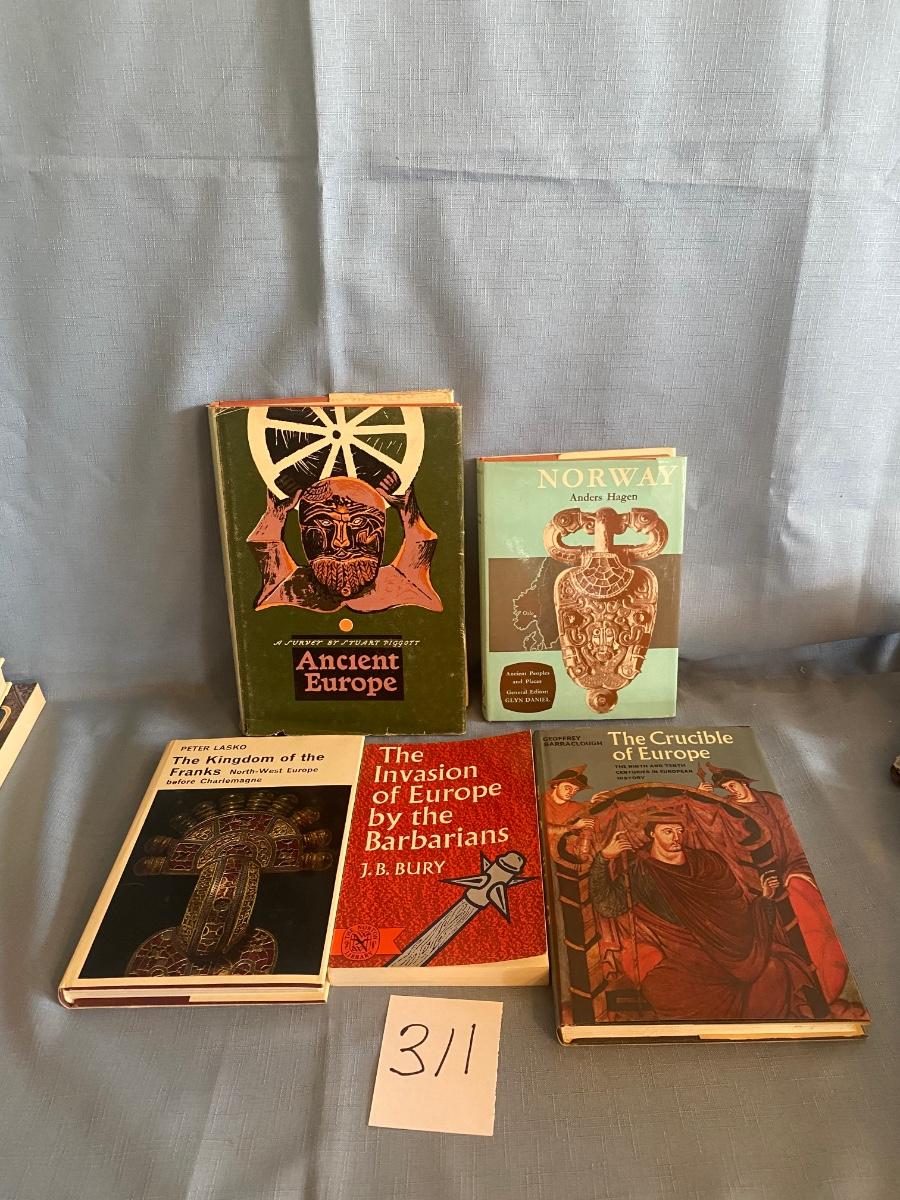 A SURVEY BY STUART PIGGOTT
Ancient
Europe
NORWAY
Anders Hagen
Oslo
Ancient Peoples
and Places
General Editor:
GLYN DANIEL
PETER LASKO
The Kingdom of the
Franks North-West Europe
before Charlemagne
The
Invasion
of Europe
by the
Barbarians
J. B. BURY
LIBRARY
GEOFFREY
BARRACLOUGH
The Crucible
of Europe
THE NINTH AND TENTH
CENTURIES IN EUROPEAN
HISTORY
311